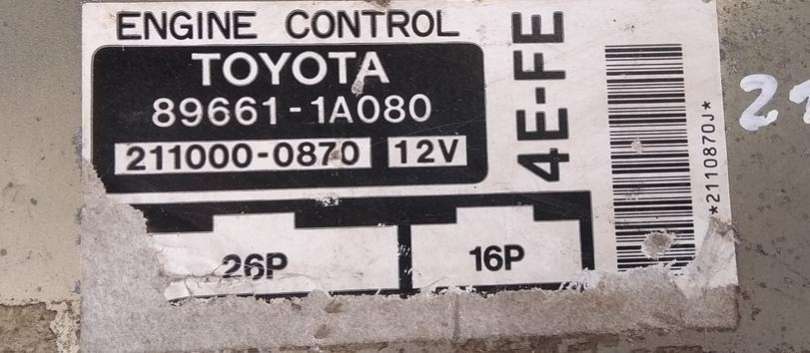 ENGINE CONTROL
TOYOTA
89661-1A080
211000-0870 12V
4E-FE
*2110870J*
26P
16P